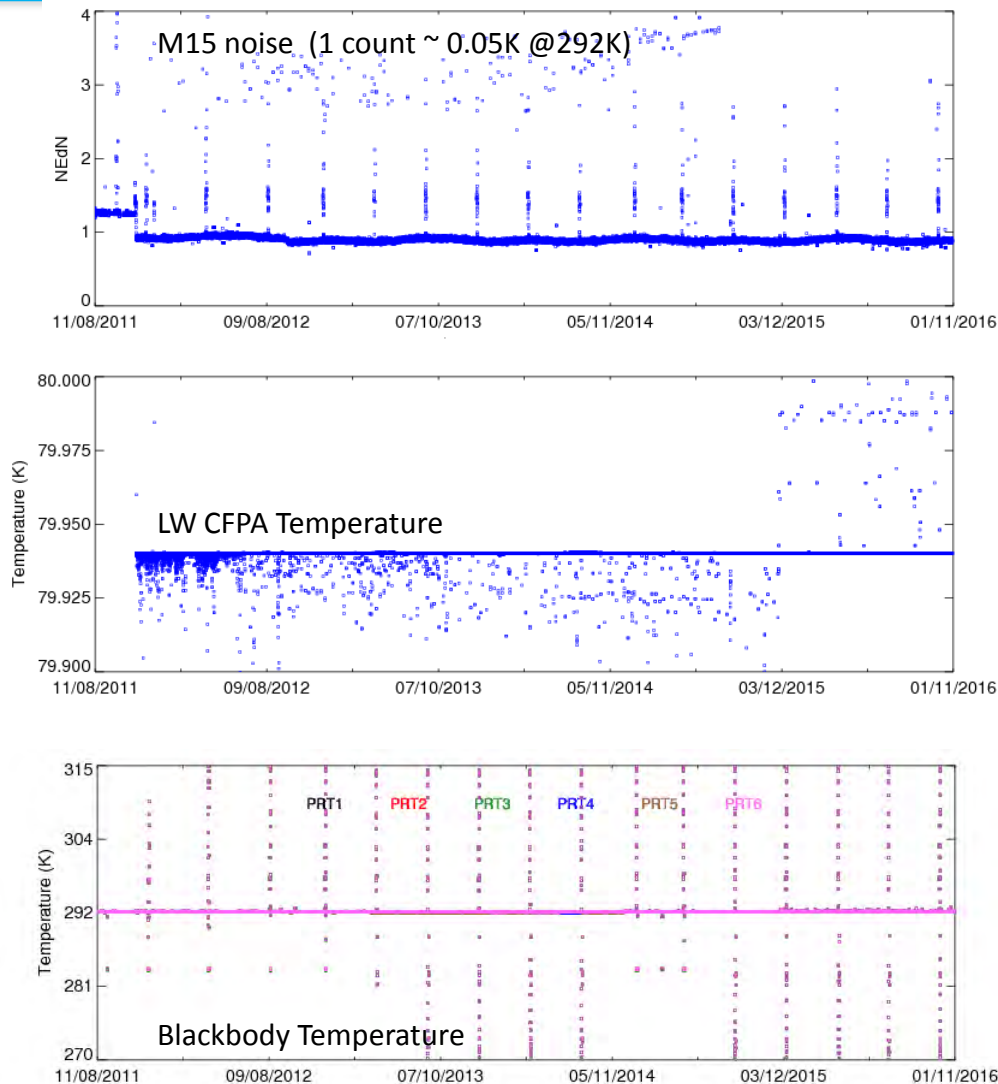 M15 noise (1 count ~ 0.05K @292K)
4
3
2
1
0
NEdN
11/08/2011 09/08/2012 07/10/2013 05/11/2014 03/12/2015 01/11/2016
80.000
79.975
79.950
79.925
79.900
Temperature (K)
LW CFPA Temperature
11/08/2011 09/08/2012 07/10/2013 05/11/2014 03/12/2015 01/11/2016
315
304
292
281
270
Temperature (K)
PRT1 PRT2 PRT3 PRT4 PRT5 PRT6
Blackbody Temperature
11/08/2011 09/08/2012 07/10/2013 05/11/2014 03/12/2015 01/11/2016